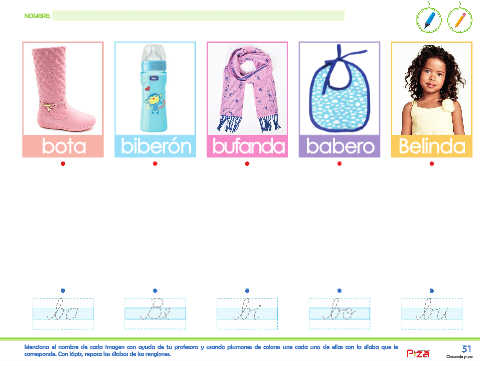 NOMBRE:
bota biberón bufanda babero Belinda
ba Be bi bo bu
Menciona el nombre de cada imagen con ayuda de tu profesora y usando plumones de colores une cada una de ellas con la sílaba que le
corresponde. Con lápiz, repasa las sílabas de los renglones.
51